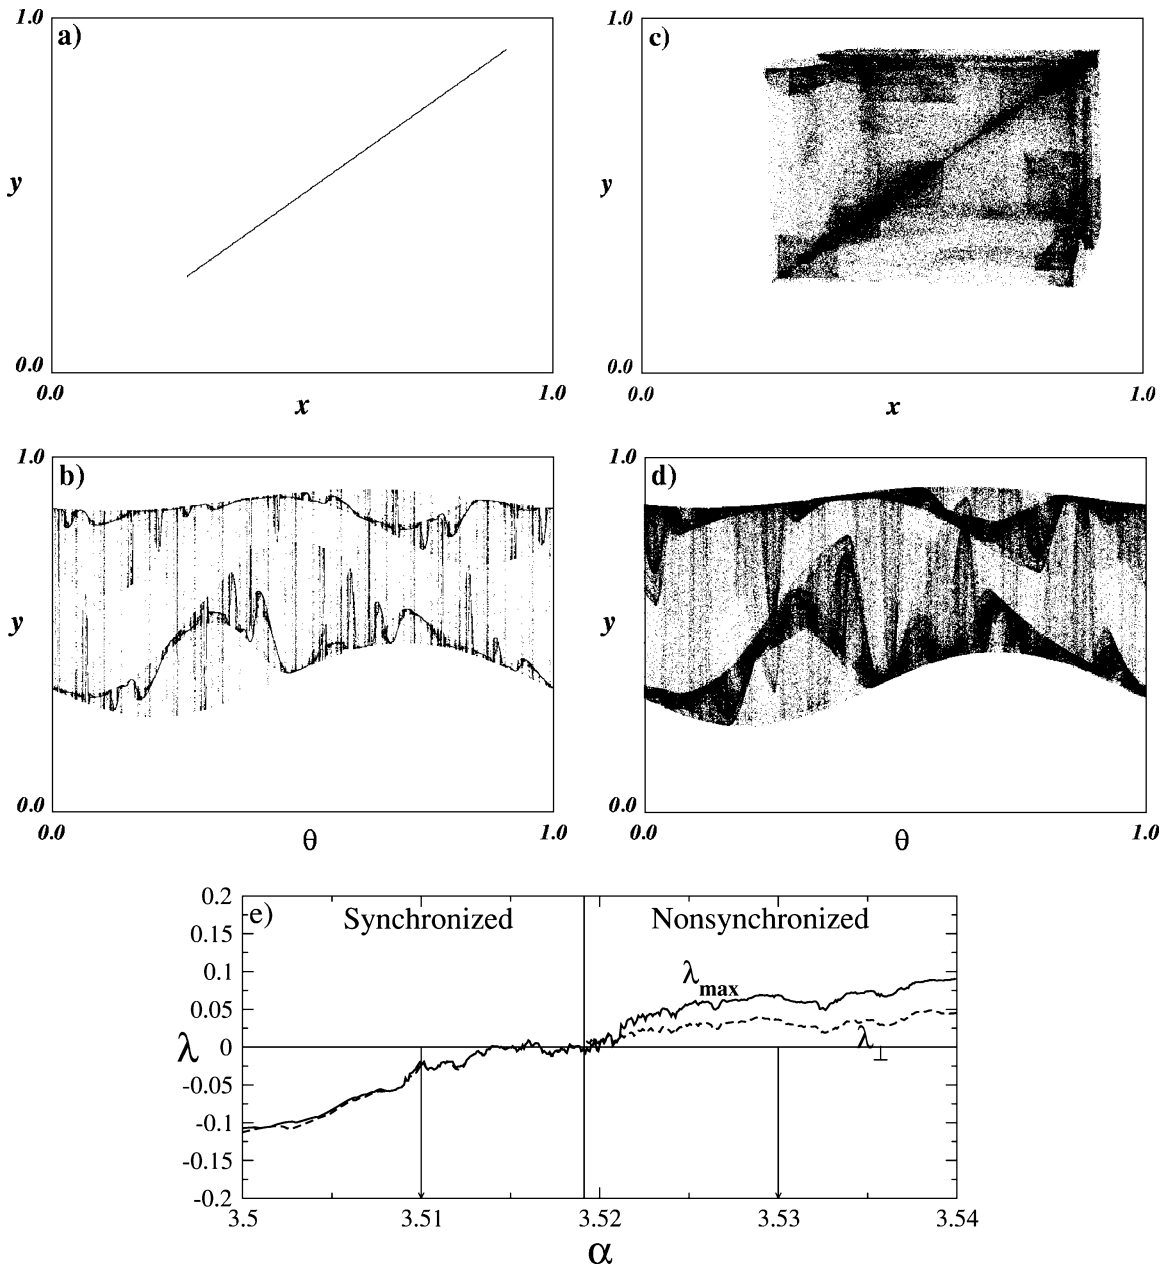 a)
1.0
y
0.0
0.0
x
1.0
c)
1.0
y
0.0
0.0
x
1.0
b)
1.0
y
0.0
0.0
θ
1.0
d)
1.0
y
0.0
0.0
θ
1.0
e)
Synchronized
Nonsynchronized
λmax
λ⊥
λ
0.2
0.15
0.1
0.05
0
-0.05
-0.1
-0.15
-0.2
3.5
3.51
3.52
3.53
3.54
α